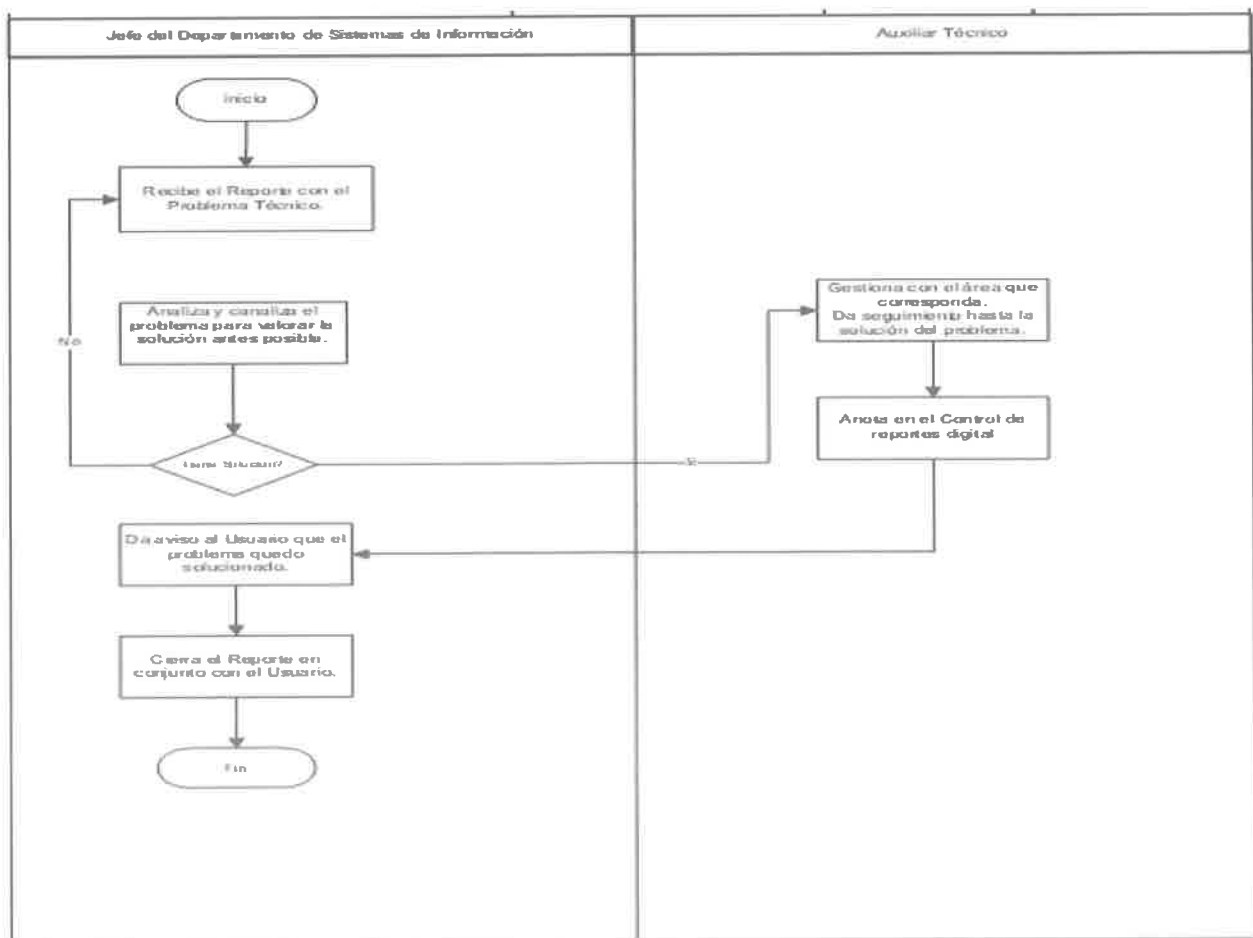 Jefe del Departamento de Sistemas de Información
Auxiliar Técnico
Inicio
Recibe el Reporte con el
Problema Técnico.
Analiza y canaliza el
problema para valorar la
solución antes posible.
No
Si
Gestiona con el área que
corresponda.
Da seguimiento hasta la
solución del problema.
Anota en el Control de
reportes digital
Da aviso al Usuario que el
problema quedo
solucionado.
Cierra el Reporte en
conjunto con el Usuario.
Fin